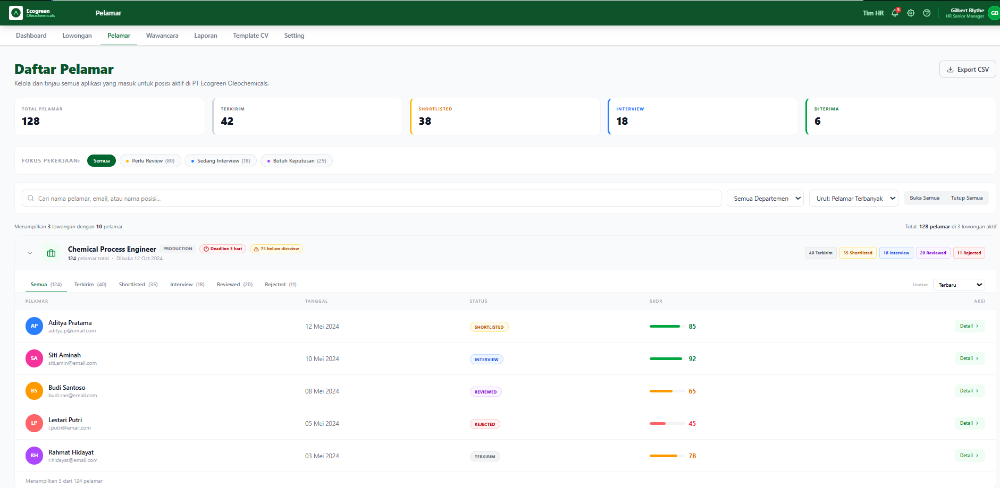 Ecogreen
Oleochemicals
Pelamar
Tim HR
3
Gilbert Blythe
HR Senior Manager
GB
Dashboard
Lowongan
Pelamar
Wawancara
Laporan
Template CV
Setting
Daftar Pelamar
Kelola dan tinjau semua aplikasi yang masuk untuk posisi aktif di PT Ecogreen Oleochemicals.
Export CSV
TOTAL PELAMAR
128
TERKIRIM
42
SHORTLISTED
38
INTERVIEW
18
DITERIMA
6
FOKUS PEKERJAAN:
Semua
Perlu Review (80)
Sedang Interview (18)
Butuh Keputusan (29)
Cari nama pelamar, email, atau nama posisi...
Semua Departemen
Urut: Pelamar Terbanyak
Buka Semua
Tutup Semua
Menampilkan 3 lowongan dengan 10 pelamar
Total: 128 pelamar di 3 lowongan aktif
Chemical Process Engineer
PRODUCTION
Deadline 3 hari
75 belum direview
124 pelamar total · Dibuka 12 Oct 2024
40 Terkirim
35 Shortlisted
18 Interview
20 Reviewed
11 Rejected
Semua (124)
Terkirim (40)
Shortlisted (35)
Interview (18)
Reviewed (20)
Rejected (11)
Urutkan:
Terbaru
PELAMAR
TANGGAL
STATUS
SKOR
AKSI
AP
Aditya Pratama
aditya.p@email.com
12 Mei 2024
SHORTLISTED
85
Detail
SA
Siti Aminah
siti.amin@email.com
10 Mei 2024
INTERVIEW
92
Detail
BS
Budi Santoso
budi.san@email.com
08 Mei 2024
REVIEWED
65
Detail
LP
Lestari Putri
l.putri@email.com
05 Mei 2024
REJECTED
45
Detail
RH
Rahmat Hidayat
r.hidayat@email.com
03 Mei 2024
TERKIRIM
78
Detail
Menampilkan 5 dari 124 pelamar